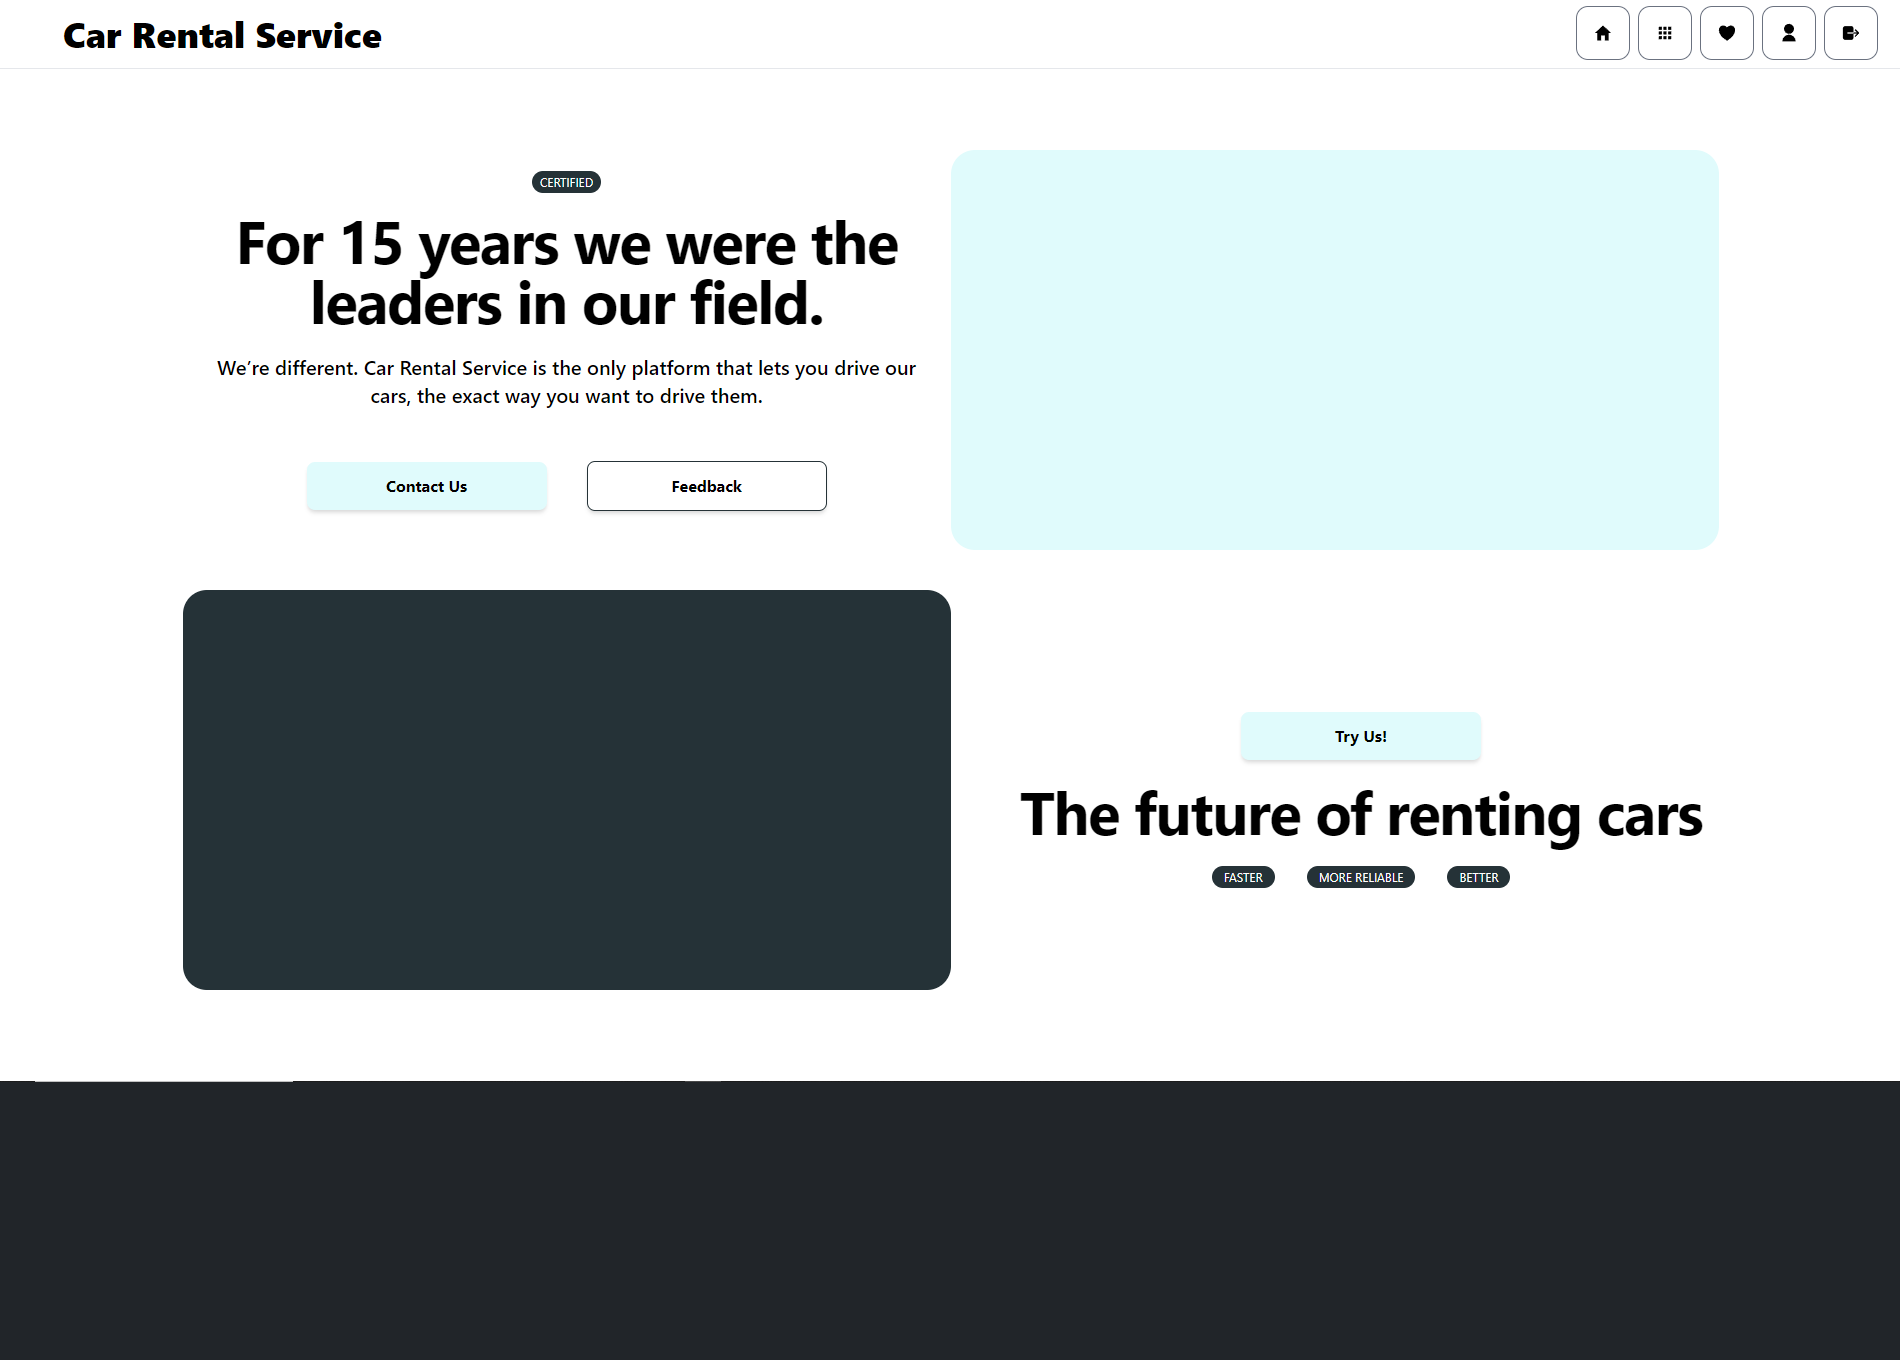 Car Rental Service
CERTIFIED
For 15 years we were the
leaders in our field.
We're different. Car Rental Service is the only platform that lets you drive our
cars, the exact way you want to drive them.
Contact Us
Feedback
Try Us!
The future of renting cars
FASTER
MORE RELIABLE
BETTER